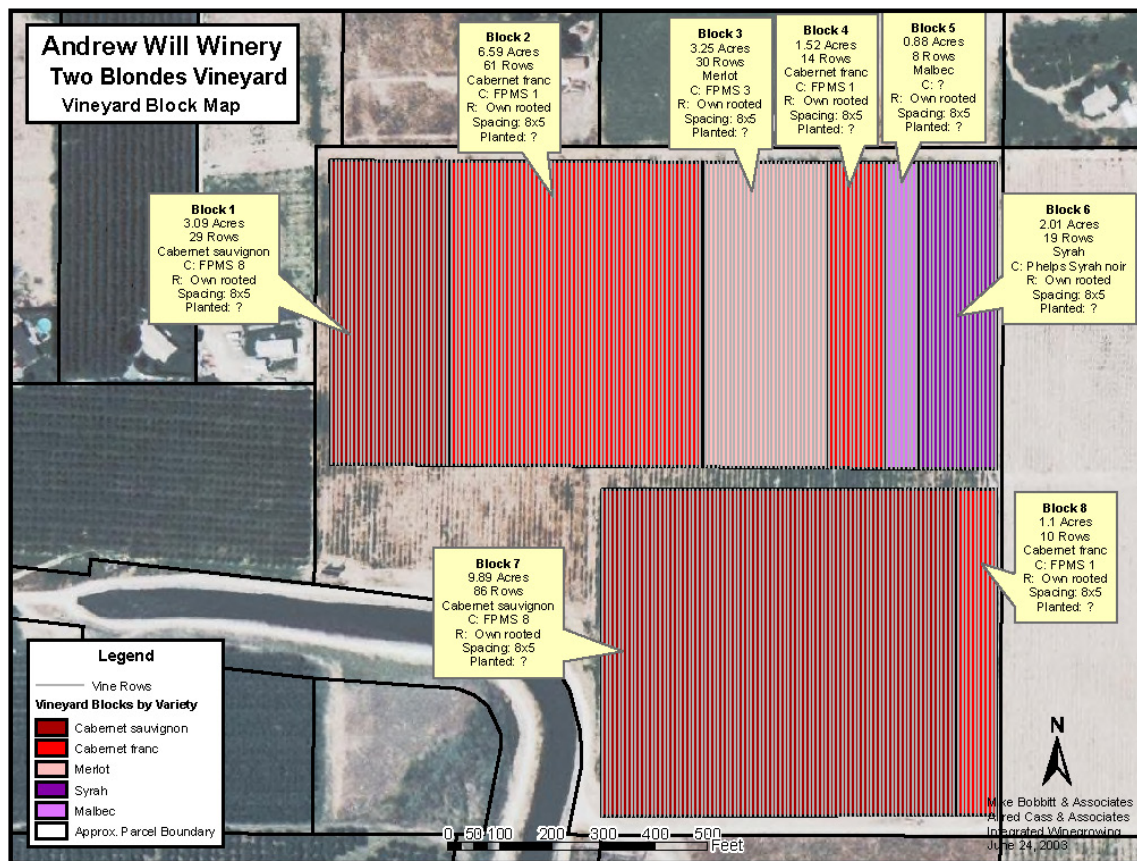 Andrew Will Winery
Two Blondes Vineyard
Vineyard Block Map
Block 1
3.09 Acres
29 Rows
Cabernet sauvignon
C: FPMS 8
R: Own rooted
Spacing: 8x5
Planted: ?
Block 2
6.59 Acres
61 Rows
Cabernet franc
C: FPMS 1
R: Own rooted
Spacing: 8x5
Planted: ?
Block 3
3.25 Acres
30 Rows
Merlot
C: FPMS 3
R: Own rooted
Spacing: 8x5
Planted: ?
Block 4
1.52 Acres
14 Rows
Cabernet franc
C: FPMS 1
R: Own rooted
Spacing: 8x5
Planted: ?
Block 5
0.88 Acres
8 Rows
Malbec
C: ?
R: Own rooted
Spacing: 8x5
Planted: ?
Block 6
2.01 Acres
19 Rows
Syrah
C: Phelps Syrah noir
R: Own rooted
Spacing: 8x5
Planted: ?
Block 7
9.89 Acres
86 Rows
Cabernet sauvignon
C: FPMS 8
R: Own rooted
Spacing: 8x5
Planted: ?
Block 8
1.1 Acres
10 Rows
Cabernet franc
C: FPMS 1
R: Own rooted
Spacing: 8x5
Planted: ?
Legend
Vine Rows
Vineyard Blocks by Variety
Cabernet sauvignon
Cabernet franc
Merlot
Syrah
Malbec
Approx. Parcel Boundary
0 50 100 200 300 400 500
Feet
N
Mike Bobbitt & Associates
Alfred Cass & Associates
Integrated Winegrowing
June 24, 2003